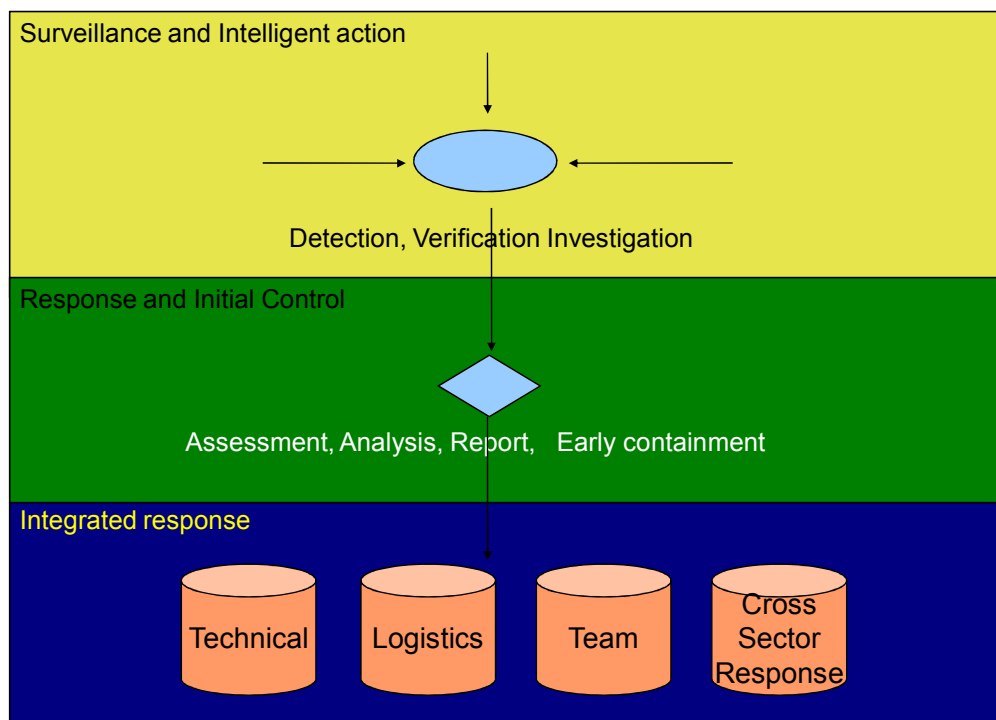 Surveillance and Intelligent action
Detection, Verification Investigation
Response and Initial Control
Assessment, Analysis, Report,   Early containment
Integrated response
Technical
Logistics
Team
Cross
Sector
Response